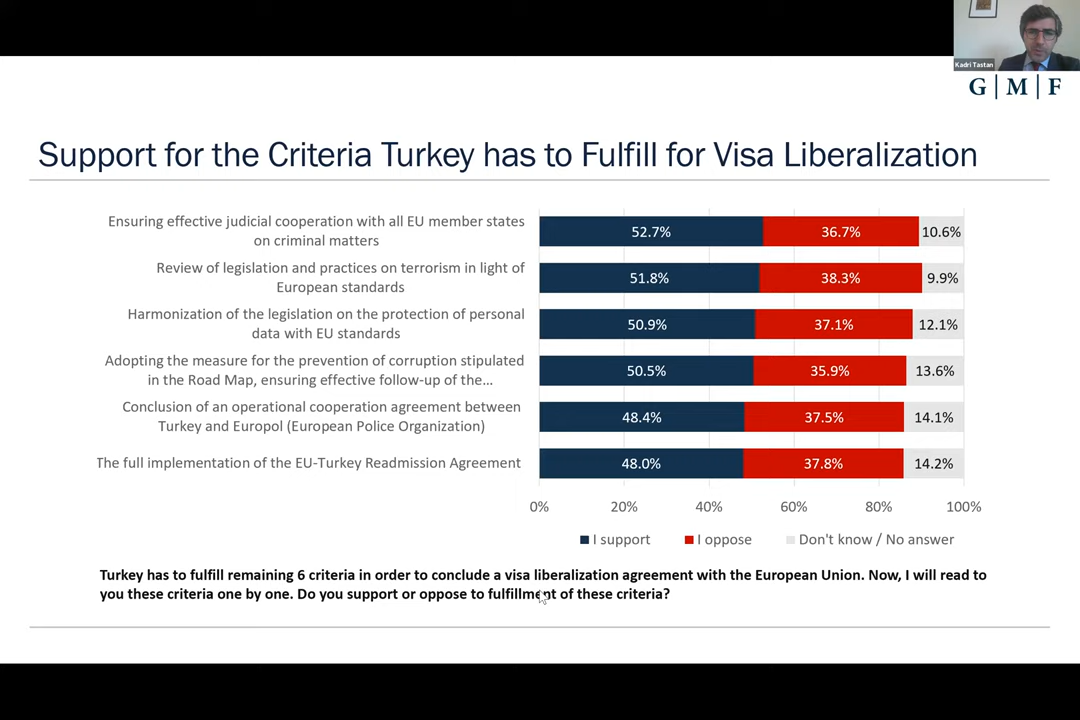 Kadri Tastan
G | M | F
Support for the Criteria Turkey has to Fulfill for Visa Liberalization
Ensuring effective judicial cooperation with all EU member states
on criminal matters
52.7% 36.7% 10.6%
Review of legislation and practices on terrorism in light of
European standards
51.8% 38.3% 9.9%
Harmonization of the legislation on the protection of personal
data with EU standards
50.9% 37.1% 12.1%
Adopting the measure for the prevention of corruption stipulated
in the Road Map, ensuring effective follow-up of the...
50.5% 35.9% 13.6%
Conclusion of an operational cooperation agreement between
Turkey and Europol (European Police Organization)
48.4% 37.5% 14.1%
The full implementation of the EU-Turkey Readmission Agreement
48.0% 37.8% 14.2%
0% 20% 40% 60% 80% 100%
I support I oppose Don't know / No answer
Turkey has to fulfill remaining 6 criteria in order to conclude a visa liberalization agreement with the European Union. Now, I will read to
you these criteria one by one. Do you support or oppose to fulfillment of these criteria?